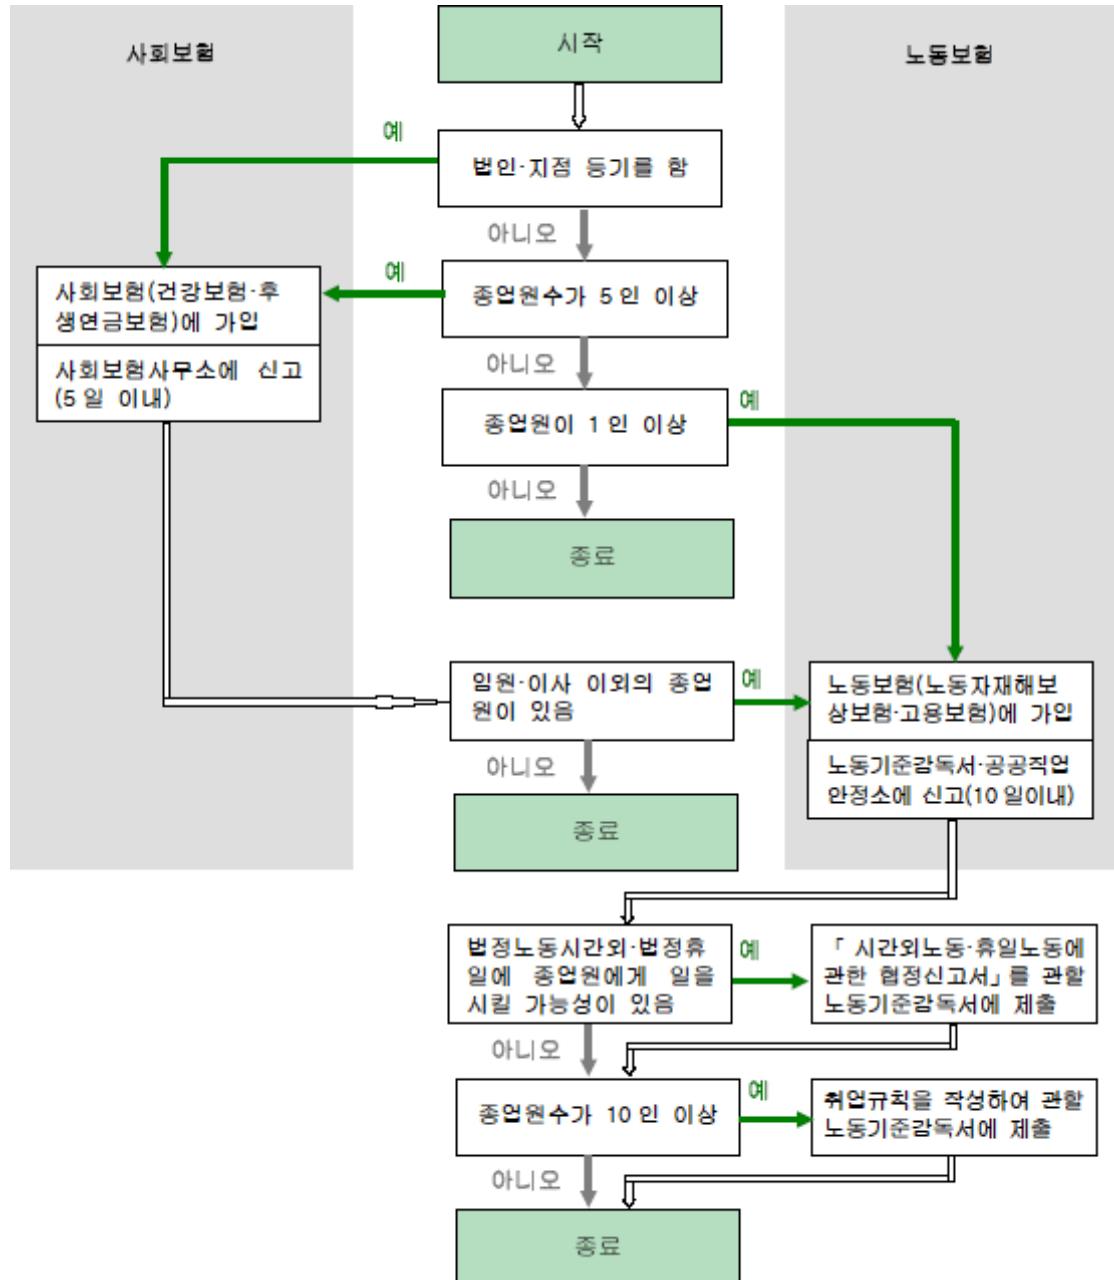 사회보험
시작
노동보험
예
법인·지점 등기를 함
아니오
예
사회보험(건강보험·후
생연금보험)에 가입
사회보험사무소에 신고
(5일 이내)
종업원수가 5인 이상
아니오
종업원이 1인 이상
예
아니오
종료
임원·이사 이외의 종업
원이 있음
예
노동보험(노동자재해보
상보험·고용보험)에 가입
노동기준감독서·공공직업
안정소에 신고(10일이내)
아니오
종료
법정노동시간외·법정휴
일에 종업원에게 일을
시킬 가능성이 있음
예
「시간외노동·휴일노동에
관한 협정신고서」를 관할
노동기준감독서에 제출
아니오
종업원수가 10인 이상
예
취업규칙을 작성하여 관할
노동기준감독서에 제출
아니오
종료